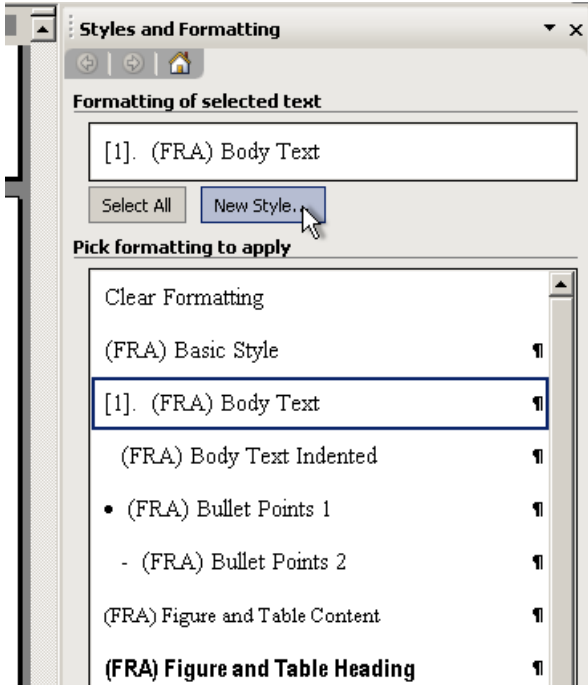 Styles and Formatting
Formatting of selected text
[1]. (FRA) Body Text
Select All New Style...
Pick formatting to apply
Clear Formatting
(FRA) Basic Style ¶
[1]. (FRA) Body Text ¶
(FRA) Body Text Indented ¶
• (FRA) Bullet Points 1 ¶
- (FRA) Bullet Points 2 ¶
(FRA) Figure and Table Content ¶
(FRA) Figure and Table Heading ¶